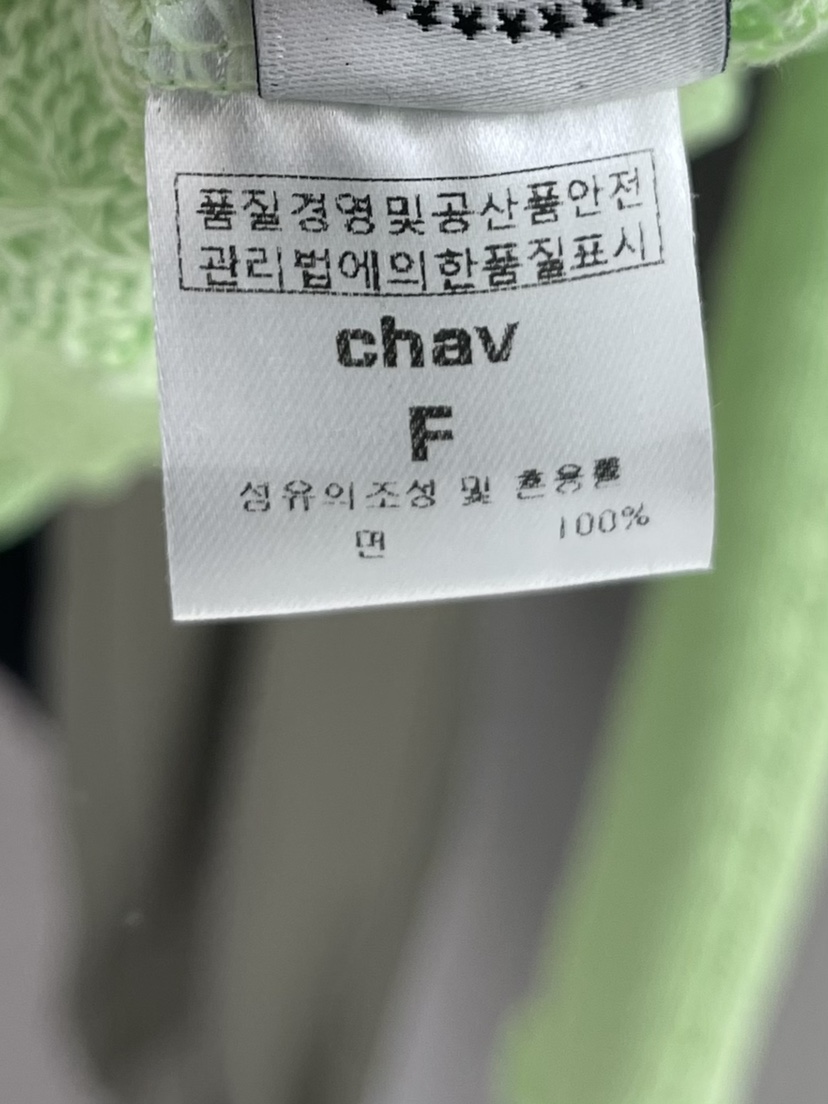 품질경영및공산품안전
관리법에의한품질표시
chav
F
섬유의조성 및 혼용률
면 100%